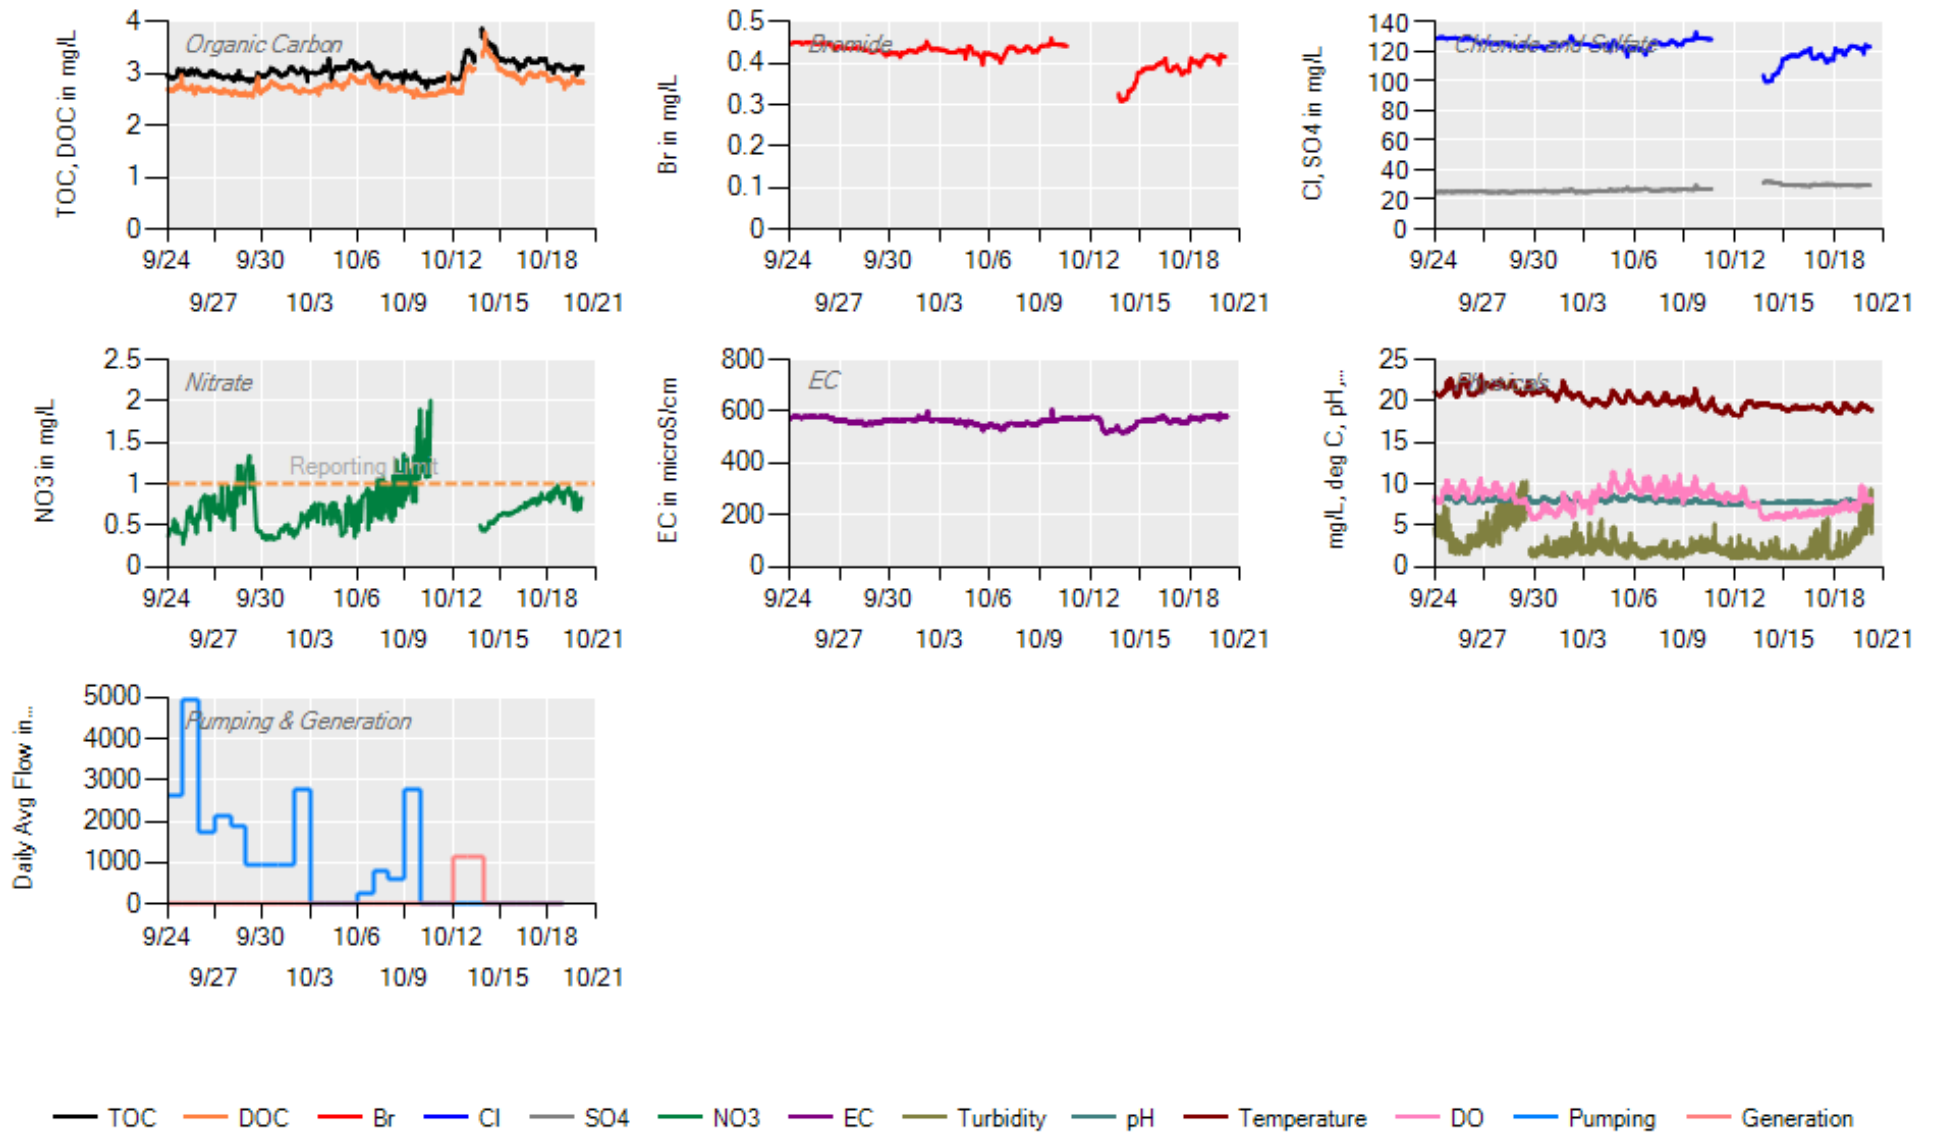 Organic Carbon
TOC, DOC in mg/L
4
3
2
1
0
9/24 9/30 10/6 10/12 10/18
9/27 10/3 10/9 10/15 10/21
Bromide
Br in mg/L
0.5
0.4
0.3
0.2
0.1
0
9/24 9/30 10/6 10/12 10/18
9/27 10/3 10/9 10/15 10/21
Chloride and Sulfate
Cl, SO4 in mg/L
140
120
100
80
60
40
20
0
9/24 9/30 10/6 10/12 10/18
9/27 10/3 10/9 10/15 10/21
Nitrate
NO3 in mg/L
2.5
2
1.5
1
0.5
0
Reporting Limit
9/24 9/30 10/6 10/12 10/18
9/27 10/3 10/9 10/15 10/21
EC
EC in microS/cm
800
600
400
200
0
9/24 9/30 10/6 10/12 10/18
9/27 10/3 10/9 10/15 10/21
Physicals
mg/L, deg C, pH,...
25
20
15
10
5
0
9/24 9/30 10/6 10/12 10/18
9/27 10/3 10/9 10/15 10/21
Pumping & Generation
Daily Avg Flow in...
5000
4000
3000
2000
1000
0
9/24 9/30 10/6 10/12 10/18
9/27 10/3 10/9 10/15 10/21
TOC DOC Br Cl SO4 NO3 EC Turbidity pH Temperature DO Pumping Generation